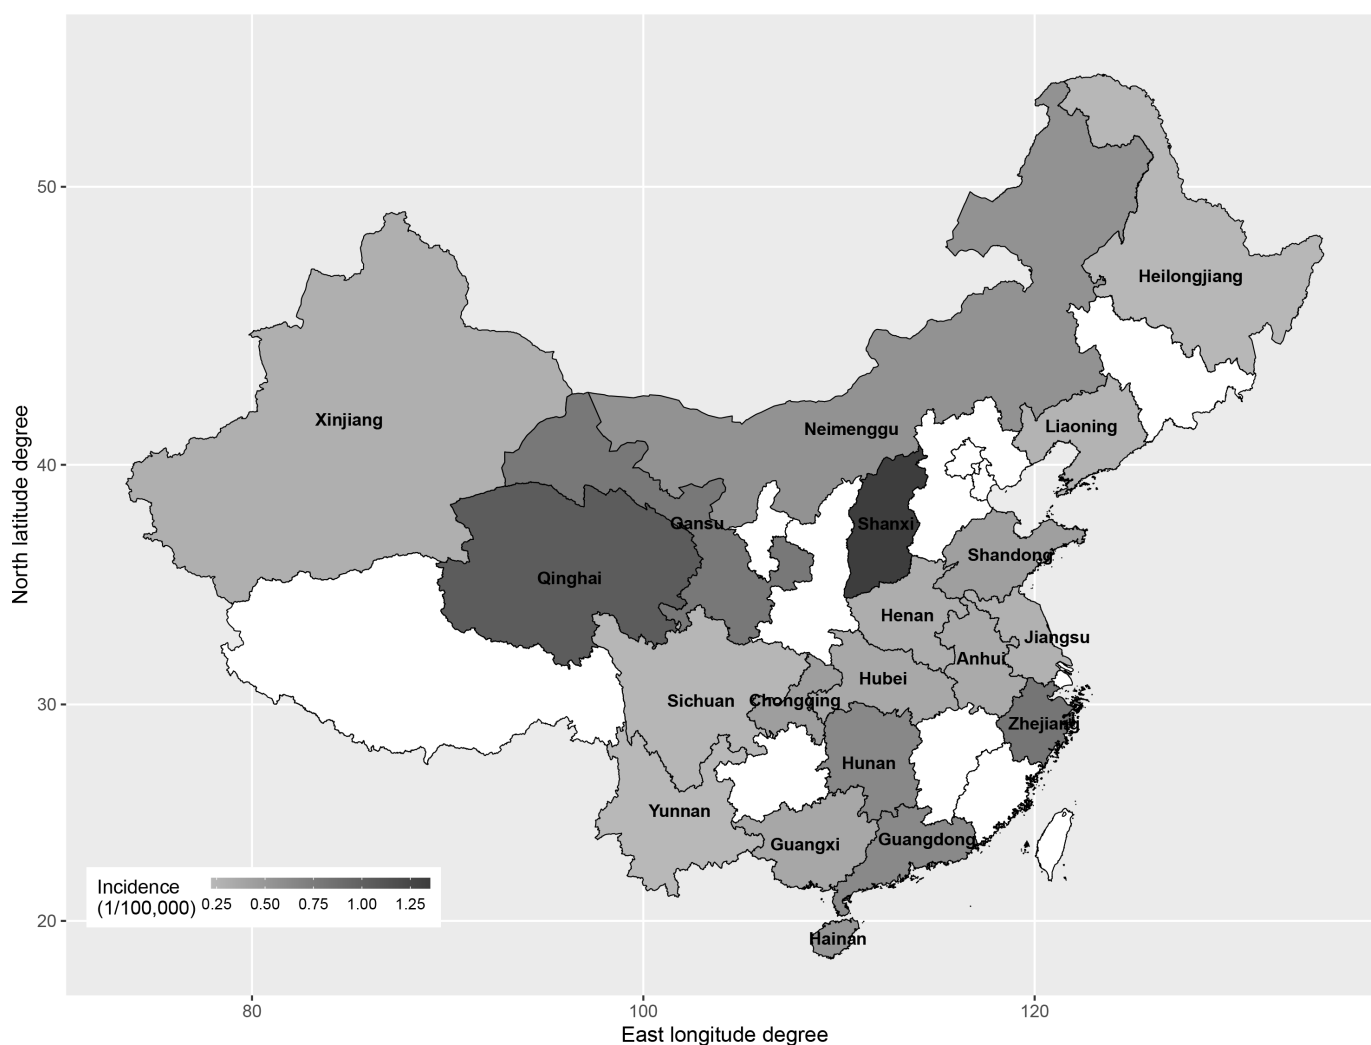 50
Heilongjiang
Xinjiang
Neimenggu
Liaoning
40
Qansu
Shanxi
Shandong
Qinghai
Henan
Jiangsu
Anhui
Hubei
Sichuan
Chongqing
30
Zhejiang
Hunan
Yunnan
Guangxi
Guangdong
Incidence
(1/100,000)
0.25 0.50 0.75 1.00 1.25
20
Hainan
80 100 120
East longitude degree
North latitude degree